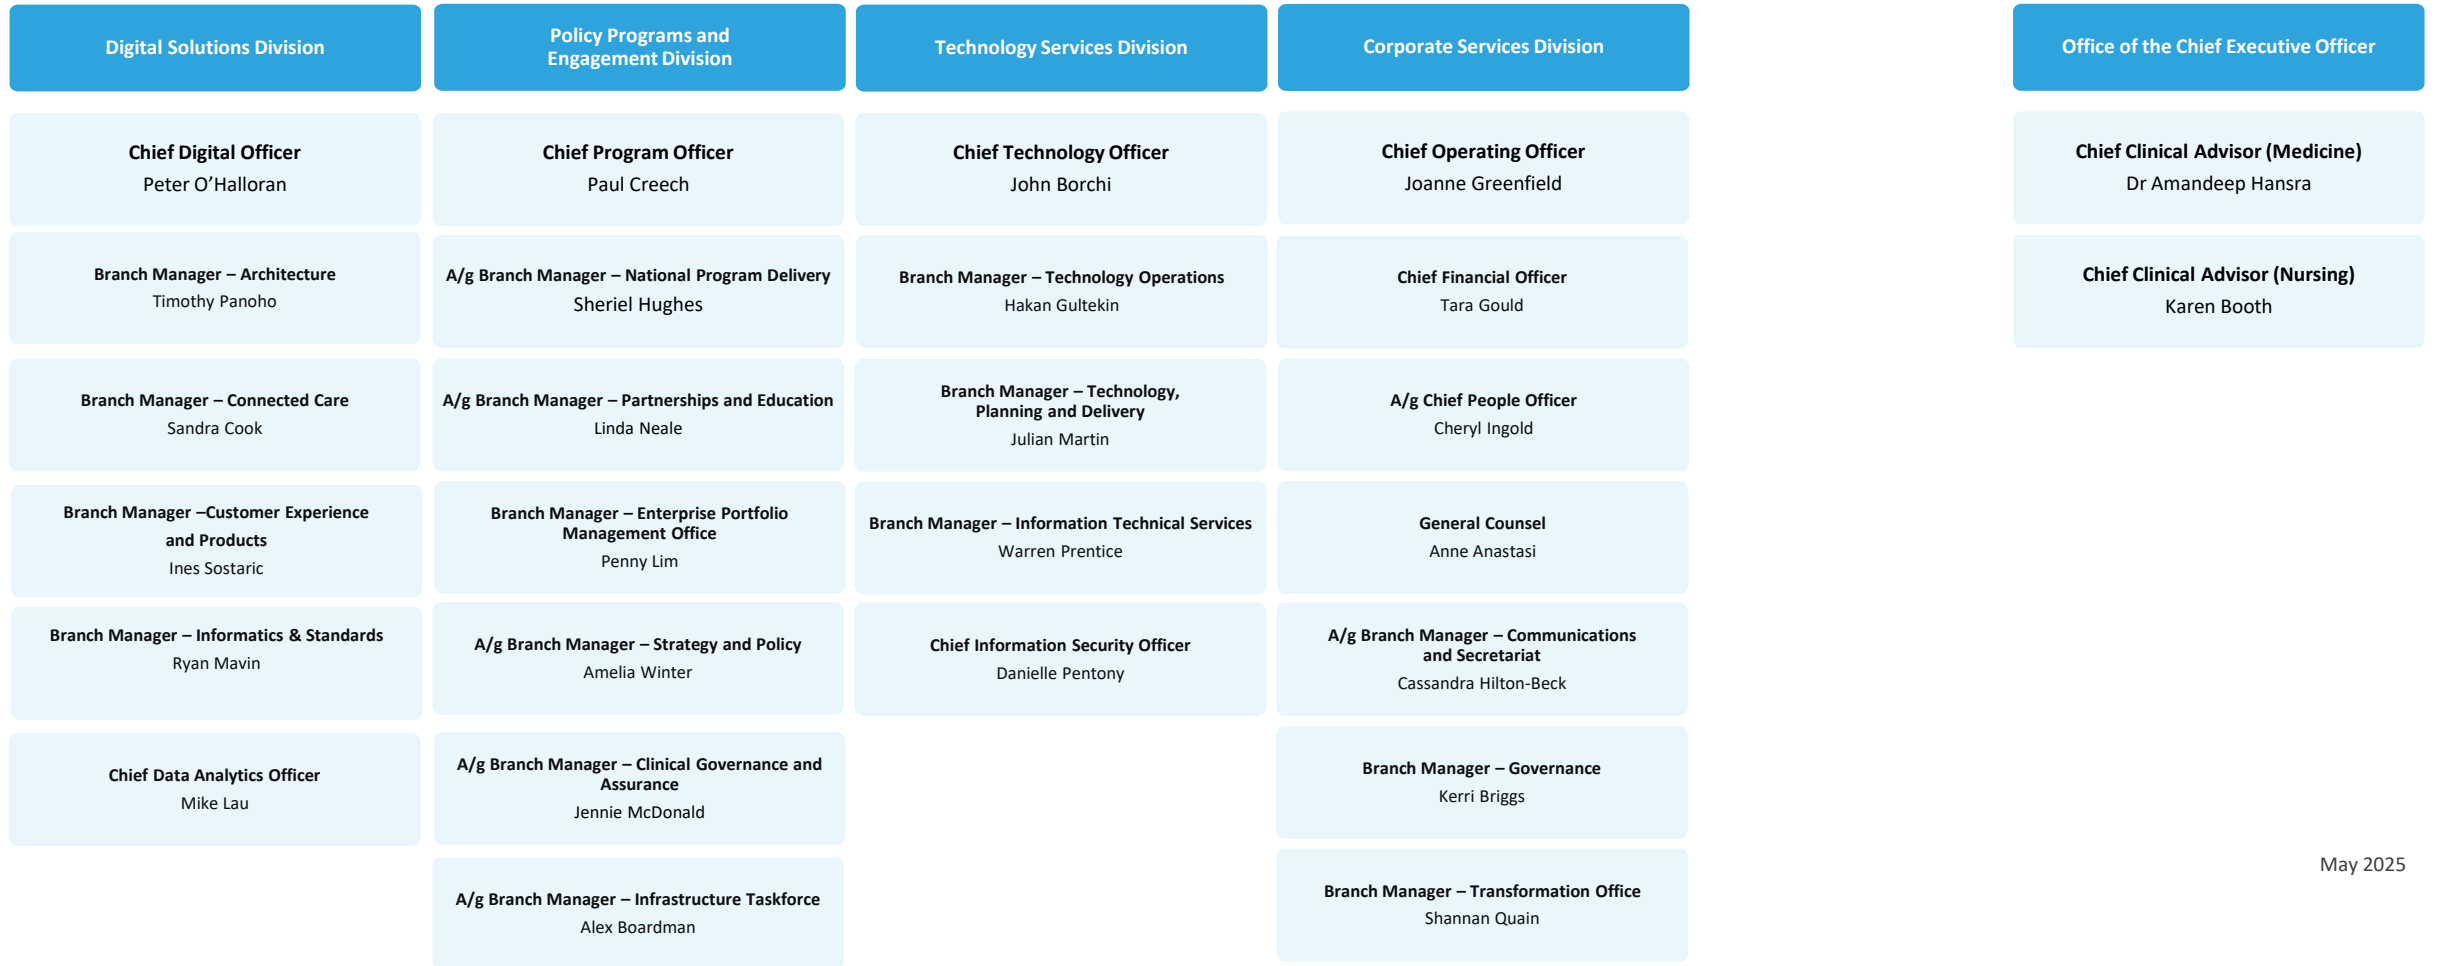 Digital Solutions Division
Policy Programs and
Engagement Division
Technology Services Division
Corporate Services Division
Office of the Chief Executive Officer
Chief Digital Officer
Peter O’Halloran
Branch Manager – Architecture
Timothy Panoho
Branch Manager – Connected Care
Sandra Cook
Branch Manager –Customer Experience
and Products
Ines Sostaric
Branch Manager – Informatics & Standards
Ryan Mavin
Chief Data Analytics Officer
Mike Lau
Chief Program Officer
Paul Creech
A/g Branch Manager – National Program Delivery
Sheriel Hughes
A/g Branch Manager – Partnerships and Education
Linda Neale
Branch Manager – Enterprise Portfolio
Management Office
Penny Lim
A/g Branch Manager – Strategy and Policy
Amelia Winter
A/g Branch Manager – Clinical Governance and
Assurance
Jennie McDonald
A/g Branch Manager – Infrastructure Taskforce
Alex Boardman
Chief Technology Officer
John Borchi
Branch Manager – Technology Operations
Hakan Gultekin
Branch Manager – Technology,
Planning and Delivery
Julian Martin
Branch Manager – Information Technical Services
Warren Prentice
Chief Information Security Officer
Danielle Pentony
Chief Operating Officer
Joanne Greenfield
Chief Financial Officer
Tara Gould
A/g Chief People Officer
Cheryl Ingold
General Counsel
Anne Anastasi
A/g Branch Manager – Communications
and Secretariat
Cassandra Hilton-Beck
Branch Manager – Governance
Kerri Briggs
Branch Manager – Transformation Office
Shannan Quain
Chief Clinical Advisor (Medicine)
Dr Amandeep Hansra
Chief Clinical Advisor (Nursing)
Karen Booth
May 2025